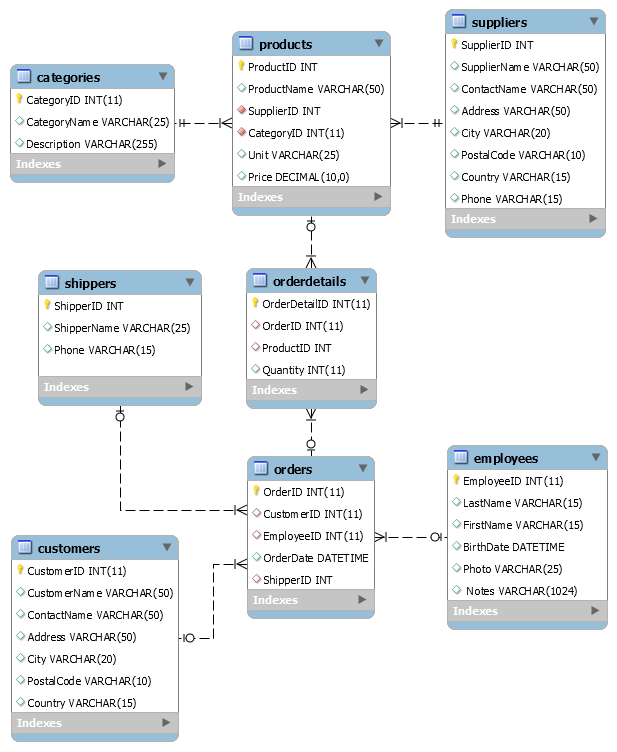 categories
CategoryID INT(11)
CategoryName VARCHAR(25)
Description VARCHAR(255)
Indexes
products
ProductID INT
ProductName VARCHAR(50)
SupplierID INT
CategoryID INT(11)
Unit VARCHAR(25)
Price DECIMAL(10,0)
Indexes
suppliers
SupplierID INT
SupplierName VARCHAR(50)
ContactName VARCHAR(50)
Address VARCHAR(50)
City VARCHAR(20)
PostalCode VARCHAR(10)
Country VARCHAR(15)
Phone VARCHAR(15)
Indexes
shippers
ShipperID INT
ShipperName VARCHAR(25)
Phone VARCHAR(15)
Indexes
orderdetails
OrderDetailID INT(11)
OrderID INT(11)
ProductID INT
Quantity INT(11)
Indexes
orders
OrderID INT(11)
CustomerID INT(11)
EmployeeID INT(11)
OrderDate DATETIME
ShipperID INT
Indexes
employees
EmployeeID INT(11)
LastName VARCHAR(15)
FirstName VARCHAR(15)
BirthDate DATETIME
Photo VARCHAR(25)
Notes VARCHAR(1024)
Indexes
customers
CustomerID INT(11)
CustomerName VARCHAR(50)
ContactName VARCHAR(50)
Address VARCHAR(50)
City VARCHAR(20)
PostalCode VARCHAR(10)
Country VARCHAR(15)
Indexes